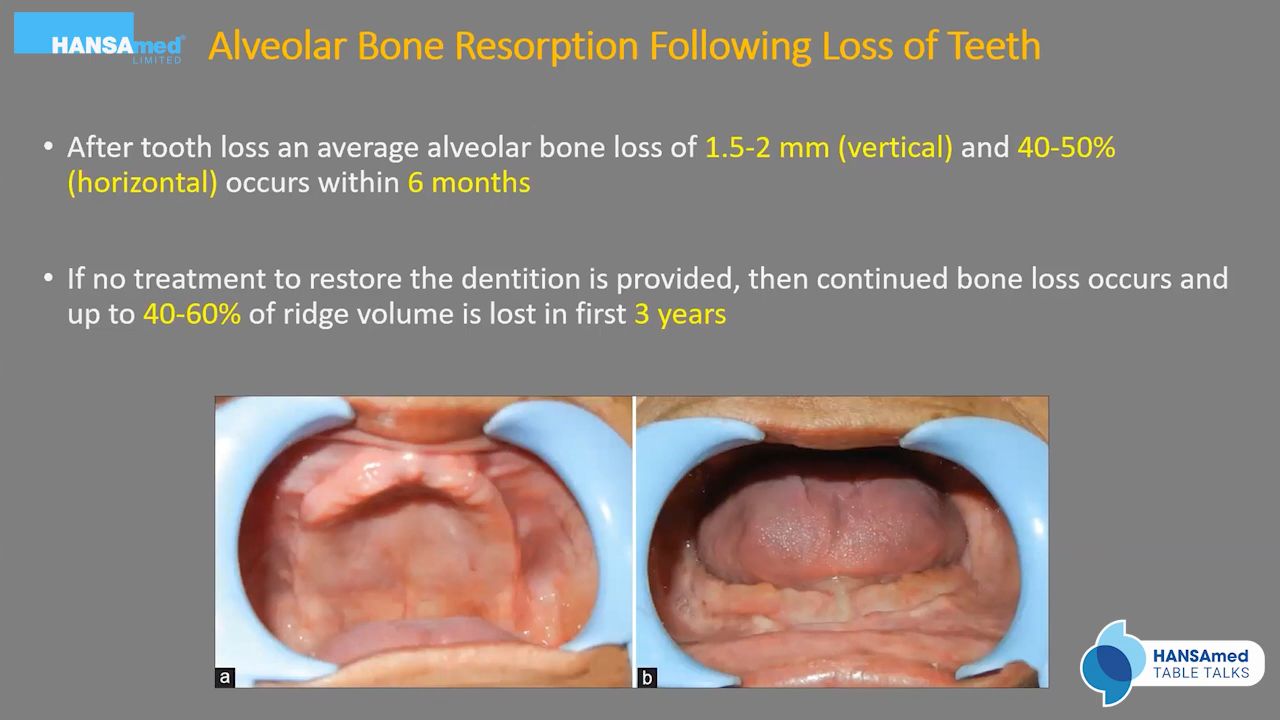 HANSAmed®
LIMITED
Alveolar Bone Resorption Following Loss of Teeth
• After tooth loss an average alveolar bone loss of 1.5-2 mm (vertical) and 40-50%
(horizontal) occurs within 6 months
• If no treatment to restore the dentition is provided, then continued bone loss occurs and
up to 40-60% of ridge volume is lost in first 3 years
a
b
HANSAmed
TABLE TALKS